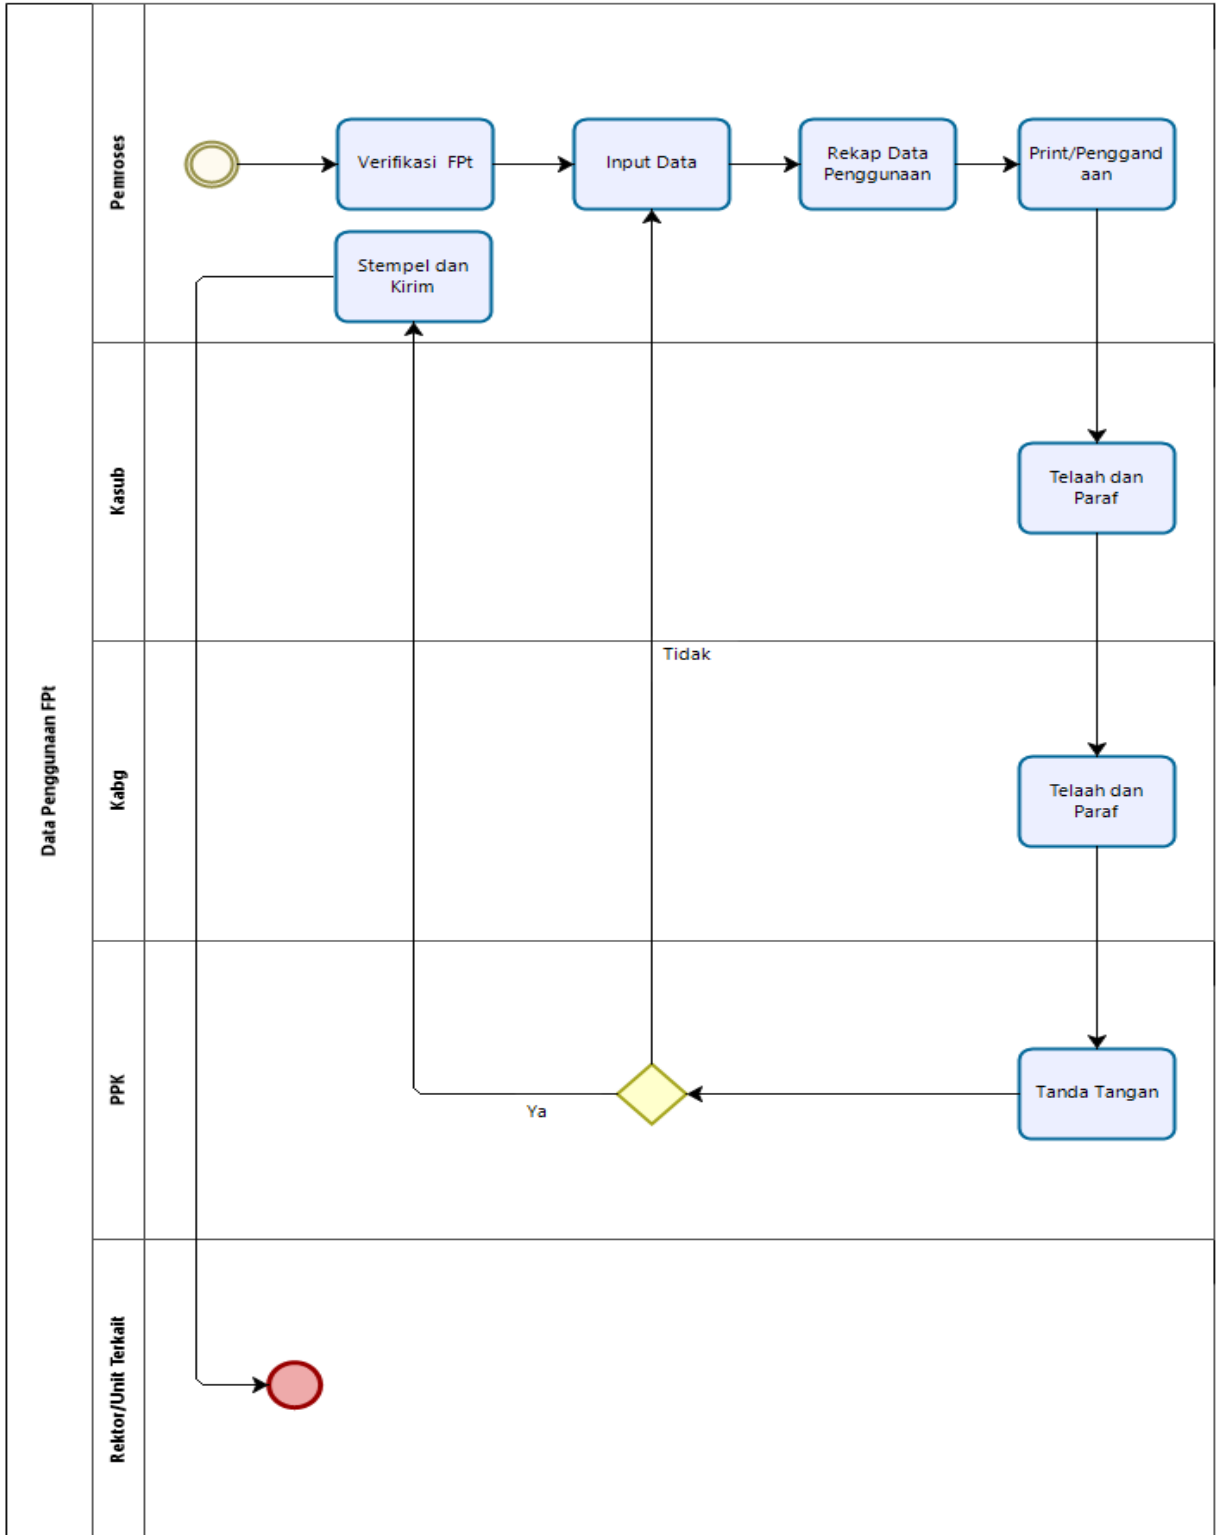 Data Penggunaan FPt
Pemroses
Verifikasi FPt
Input Data
Rekap Data
Penggunaan
Print/Penggand
aan
Stempel dan
Kirim
Kasub
Telaah dan
Paraf
Tidak
Kabg
Telaah dan
Paraf
PPK
Tanda Tangan
Ya
Rektor/Unit Terkait